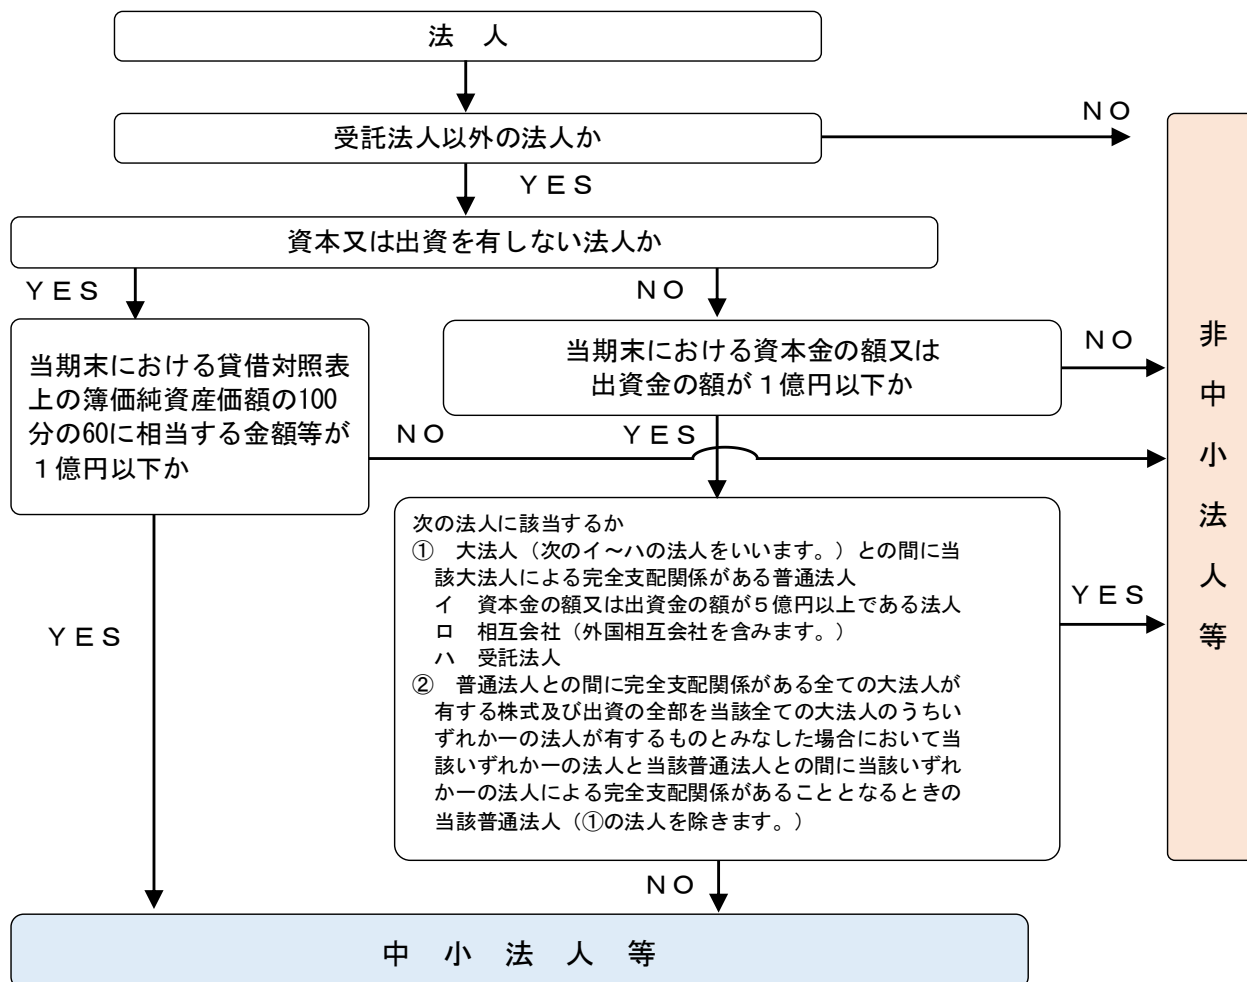 法　人
受託法人以外の法人か
ＮＯ
ＹＥＳ
資本又は出資を有しない法人か
ＹＥＳ
ＮＯ
当期末における貸借対照表
上の簿価純資産価額の100
分の60に相当する金額等が
１億円以下か
当期末における資本金の額又は
出資金の額が１億円以下か
ＮＯ
ＮＯ
ＹＥＳ
次の法人に該当するか
①　大法人（次のイ～ハの法人をいいます。）との間に当
該大法人による完全支配関係がある普通法人
イ　資本金の額又は出資金の額が５億円以上である法人
ロ　相互会社（外国相互会社を含みます。）
ハ　受託法人
②　普通法人との間に完全支配関係がある全ての大法人が
有する株式及び出資の全部を当該全ての大法人のうちい
ずれか一の法人が有するものとみなした場合において当
該いずれか一の法人と当該普通法人との間に当該いずれ
か一の法人による完全支配関係があることとなるときの
当該普通法人（①の法人を除きます。）
ＹＥＳ
ＹＥＳ
ＮＯ
非中小法人等
中　小　法　人　等